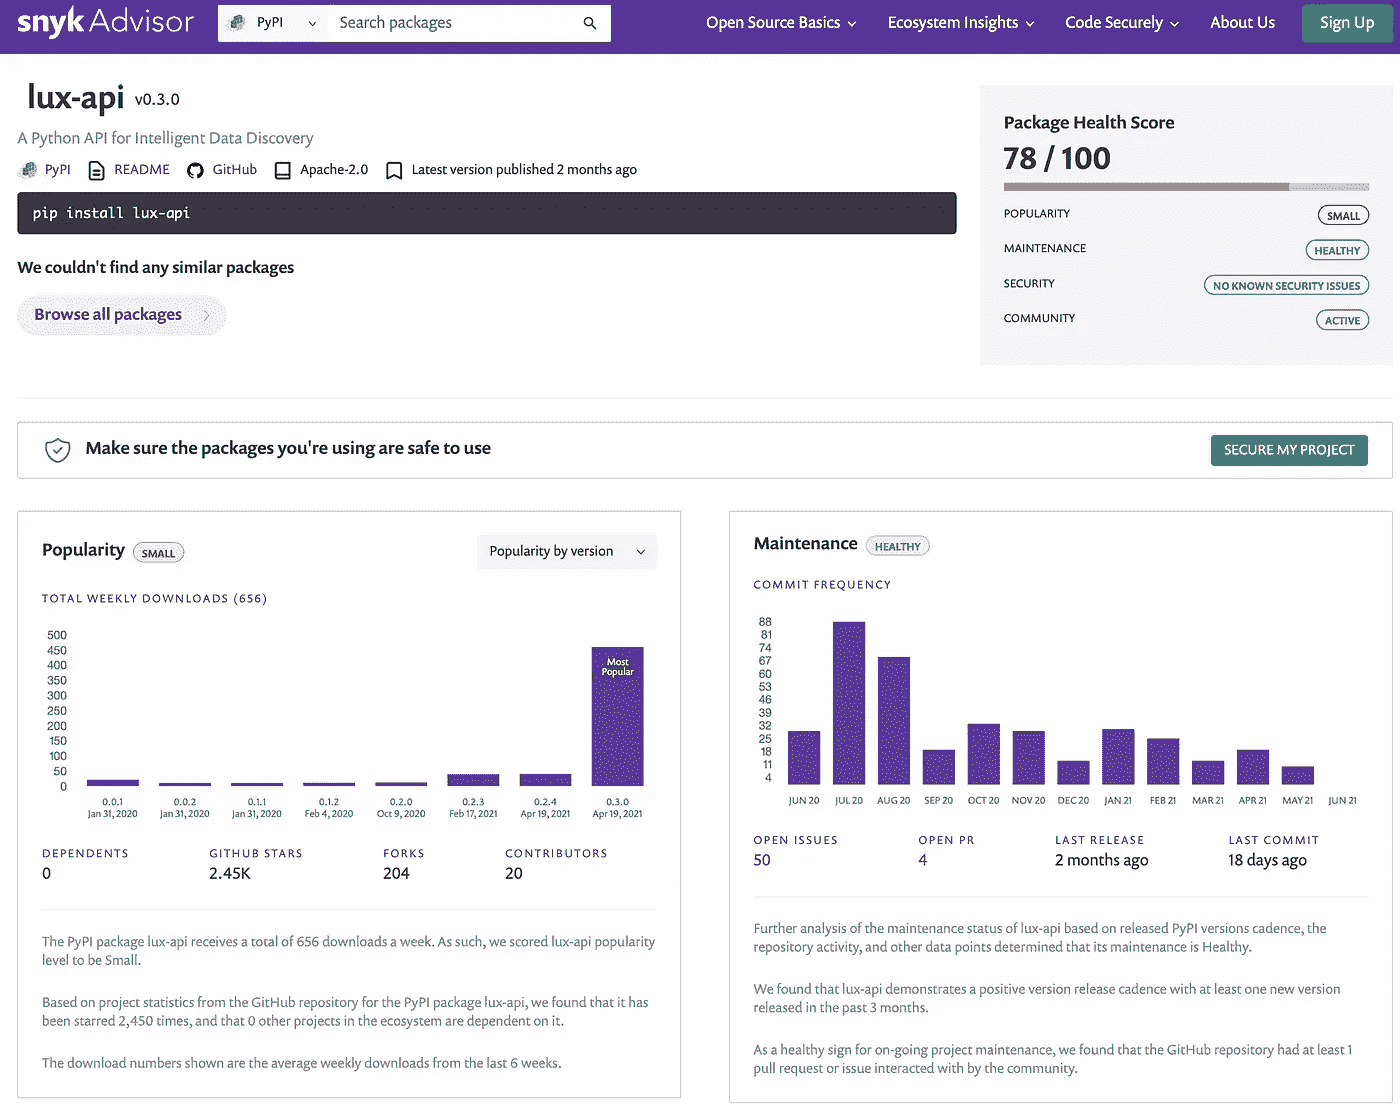 snyk Advisor
PyPI
Search packages
Open Source Basics
Ecosystem Insights
Code Securely
About Us
Sign Up
lux-api v0.3.0
A Python API for Intelligent Data Discovery
PyPI README GitHub Apache-2.0 Latest version published 2 months ago
pip install lux-api
We couldn't find any similar packages
Browse all packages
Package Health Score
78 / 100
POPULARITY SMALL
MAINTENANCE HEALTHY
SECURITY NO KNOWN SECURITY ISSUES
COMMUNITY ACTIVE
Make sure the packages you're using are safe to use
SECURE MY PROJECT
Popularity SMALL
Popularity by version
TOTAL WEEKLY DOWNLOADS (656)
500
450
400
350
300
250
200
150
100
50
0
Most
Popular
0.0.1 0.0.2 0.1.1 0.1.2 0.2.0 0.2.3 0.2.4 0.3.0
Jan 31, 2020 Jan 31, 2020 Jan 31, 2020 Feb 4, 2020 Oct 9, 2020 Feb 17, 2021 Apr 19, 2021 Apr 19, 2021
DEPENDENTS GITHUB STARS FORKS CONTRIBUTORS
0 2.45K 204 20
The PyPI package lux-api receives a total of 656 downloads a week. As such, we scored lux-api popularity
level to be Small.
Based on project statistics from the GitHub repository for the PyPI package lux-api, we found that it has
been starred 2,450 times, and that 0 other projects in the ecosystem are dependent on it.
The download numbers shown are the average weekly downloads from the last 6 weeks.
Maintenance HEALTHY
COMMIT FREQUENCY
88
81
74
67
60
53
46
39
32
25
18
11
4
JUN 20 JUL 20 AUG 20 SEP 20 OCT 20 NOV 20 DEC 20 JAN 21 FEB 21 MAR 21 APR 21 MAY 21 JUN 21
OPEN ISSUES OPEN PR LAST RELEASE LAST COMMIT
50 4 2 months ago 18 days ago
Further analysis of the maintenance status of lux-api based on released PyPI versions cadence, the
repository activity, and other data points determined that its maintenance is Healthy.
We found that lux-api demonstrates a positive version release cadence with at least one new version
released in the past 3 months.
As a healthy sign for on-going project maintenance, we found that the GitHub repository had at least 1
pull request or issue interacted with by the community.